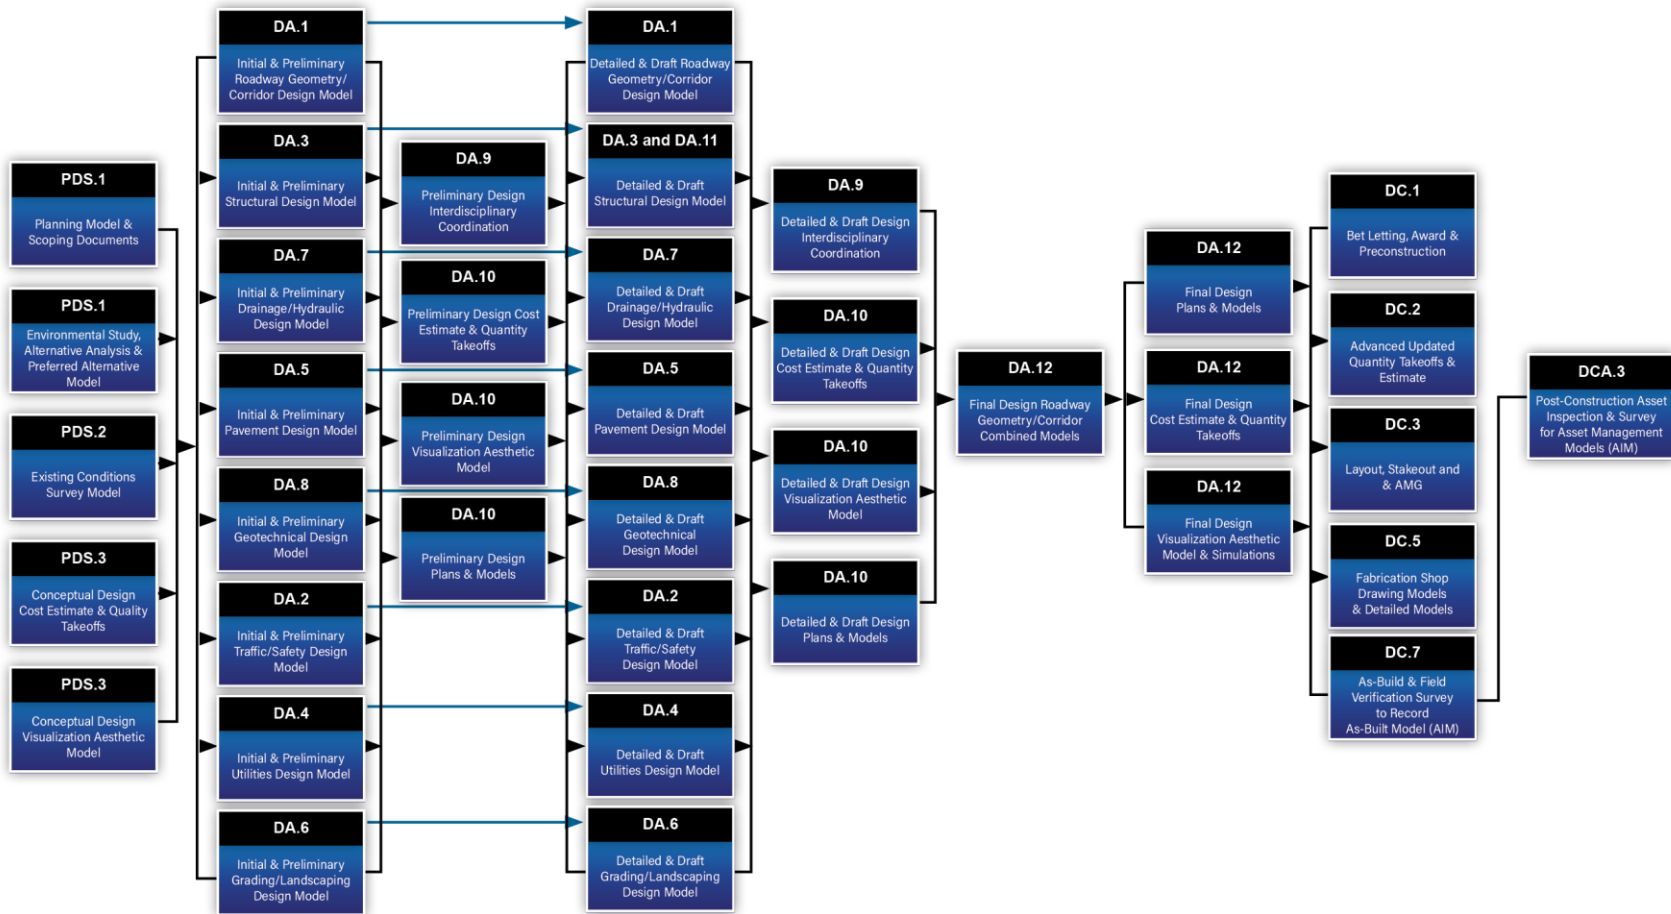 PDS.1
Planning Model &
Scoping Documents
PDS.1
Environmental Study,
Alternative Analysis &
Preferred Alternative
Model
PDS.2
Existing Conditions
Survey Model
PDS.3
Conceptual Design
Cost Estimate & Quality
Takeoffs
PDS.3
Conceptual Design
Visualization Aesthetic
Model
DA.1
Initial & Preliminary
Roadway Geometry/
Corridor Design Model
DA.3
Initial & Preliminary
Structural Design Model
DA.7
Initial & Preliminary
Drainage/Hydraulic
Design Model
DA.5
Initial & Preliminary
Pavement Design Model
DA.8
Initial & Preliminary
Geotechnical Design
Model
DA.2
Initial & Preliminary
Traffic/Safety Design
Model
DA.4
Initial & Preliminary
Utilities Design Model
DA.6
Initial & Preliminary
Grading/Landscaping
Design Model
DA.9
Preliminary Design
Interdisciplinary
Coordination
DA.10
Preliminary Design Cost
Estimate & Quantity
Takeoffs
DA.10
Preliminary Design
Visualization Aesthetic
Model
DA.10
Preliminary Design
Plans & Models
DA.1
Detailed & Draft Roadway
Geometry/Corridor
Design Model
DA.3 and DA.11
Detailed & Draft
Structural Design Model
DA.7
Detailed & Draft
Drainage/Hydraulic
Design Model
DA.5
Detailed & Draft
Pavement Design Model
DA.8
Detailed & Draft
Geotechnical
Design Model
DA.2
Detailed & Draft
Traffic/Safety
Design Model
DA.4
Detailed & Draft
Utilities Design Model
DA.6
Detailed & Draft
Grading/Landscaping
Design Model
DA.9
Detailed & Draft Design
Interdisciplinary
Coordination
DA.10
Detailed & Draft Design
Cost Estimate & Quantity
Takeoffs
DA.10
Detailed & Draft Design
Visualization Aesthetic
Model
DA.10
Detailed & Draft Design
Plans & Models
DA.12
Final Design Roadway
Geometry/Corridor
Combined Models
DA.12
Final Design
Plans & Models
DA.12
Final Design
Cost Estimate & Quantity
Takeoffs
DA.12
Final Design
Visualization Aesthetic
Model & Simulations
DC.1
Bet Letting, Award &
Preconstruction
DC.2
Advanced Updated
Quantity Takeoffs &
Estimate
DC.3
Layout, Stakeout and
& AMG
DC.5
Fabrication Shop
Drawing Models
& Detailed Models
DC.7
As-Build & Field
Verification Survey
to Record
As-Built Model (AIM)
DCA.3
Post-Construction Asset
Inspection & Survey
for Asset Management
Models (AIM)